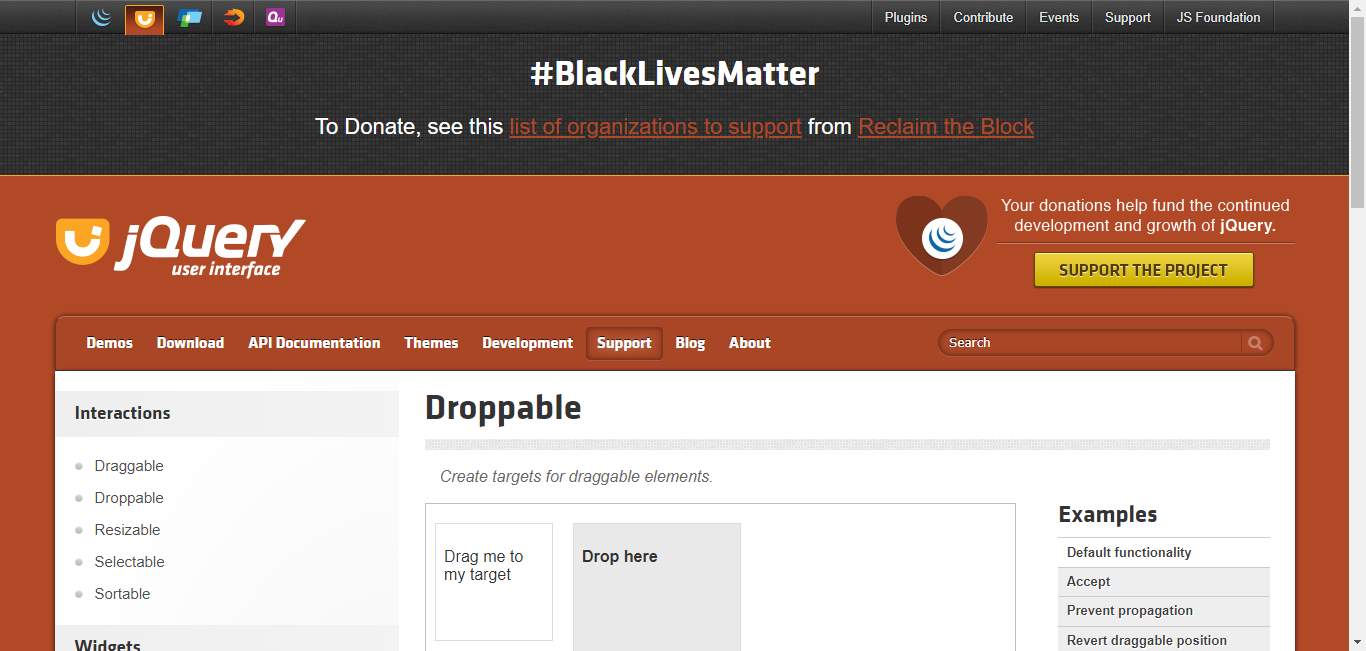 Plugins
Contribute
Events
Support
JS Foundation
#BlackLivesMatter
To Donate, see this list of organizations to support from Reclaim the Block
jQuery
user interface
Your donations help fund the continued
development and growth of jQuery.
SUPPORT THE PROJECT
Demos
Download
API Documentation
Themes
Development
Support
Blog
About
Search
Interactions
Draggable
Droppable
Resizable
Selectable
Sortable
Widgets
Droppable
Create targets for draggable elements.
Drag me to
my target
Drop here
Examples
Default functionality
Accept
Prevent propagation
Revert draggable position